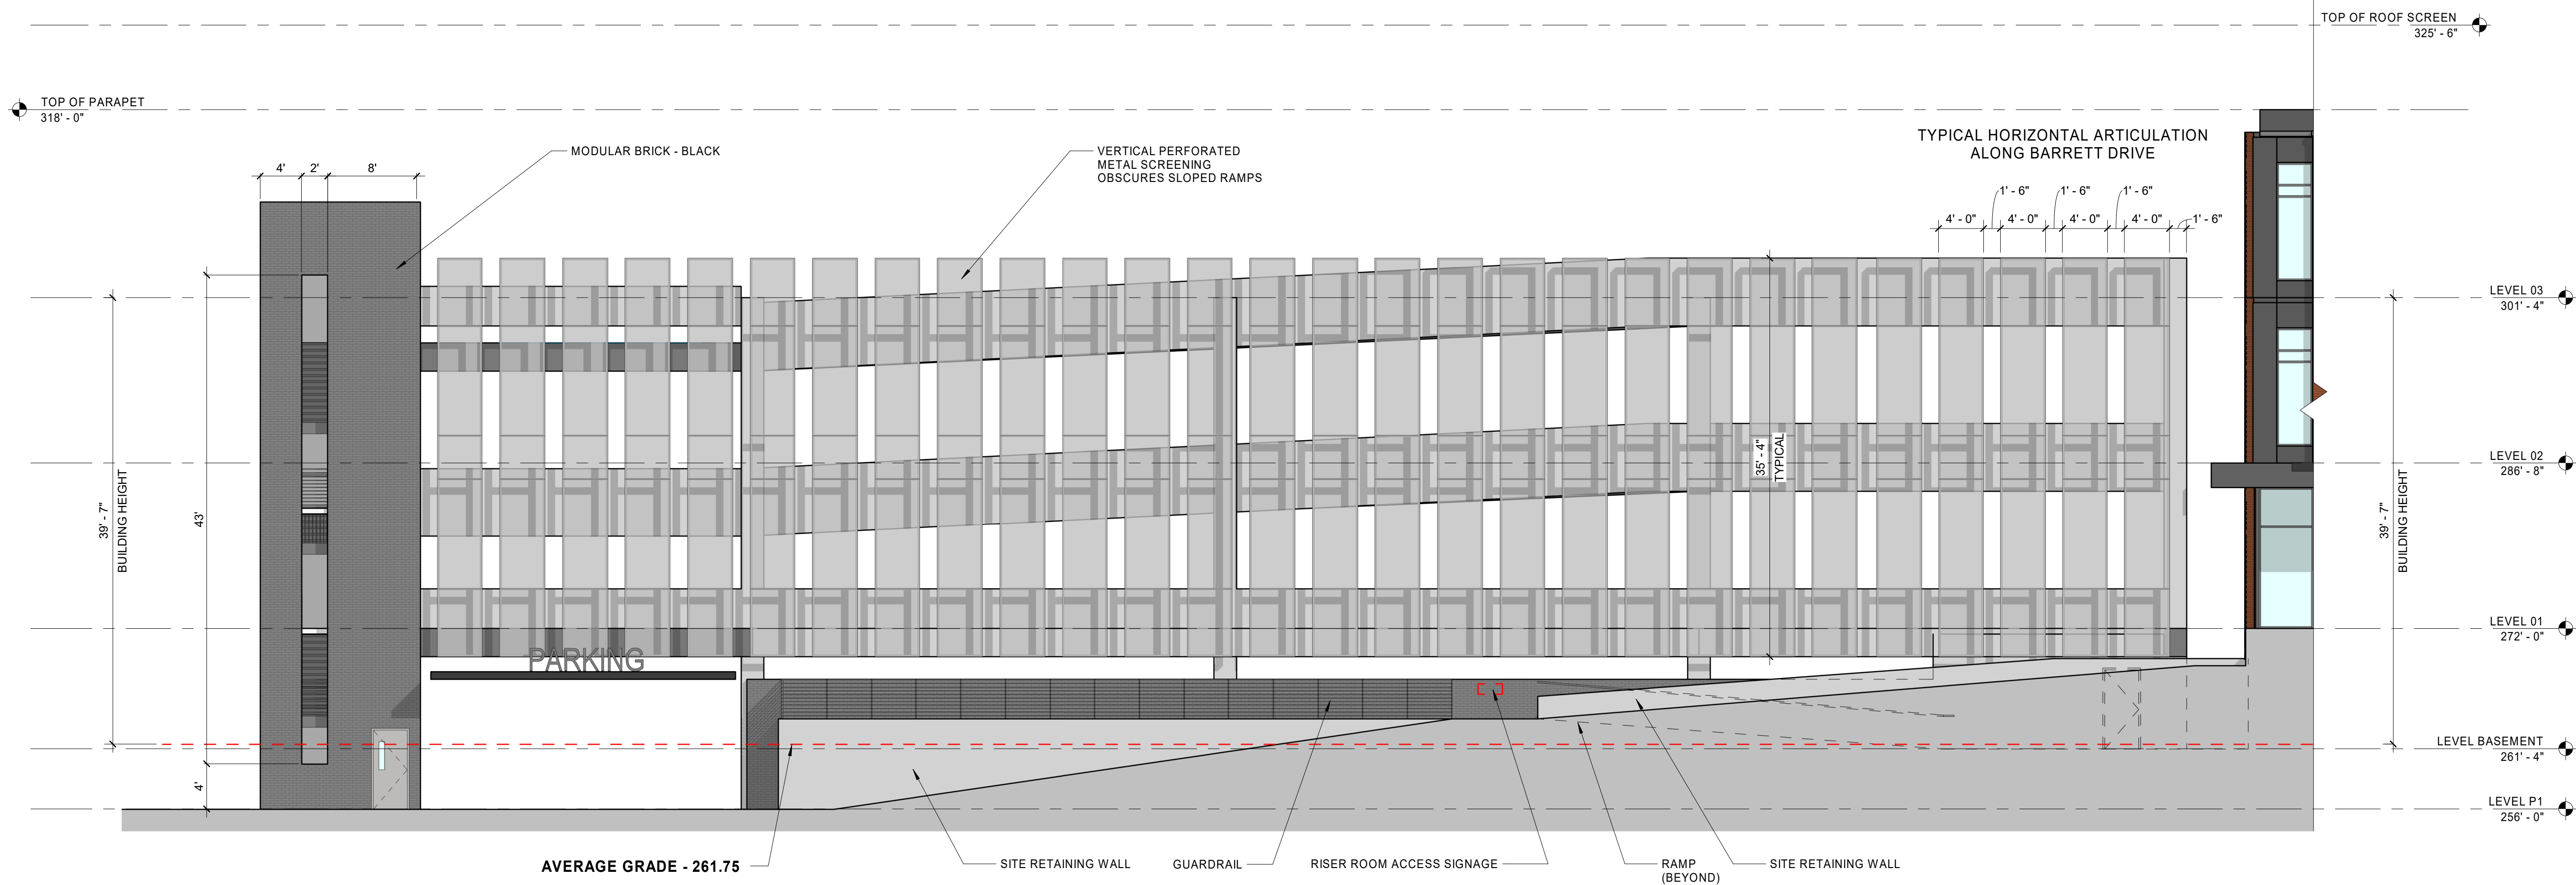 TOP OF ROOF SCREEN
325' - 6"
TOP OF PARAPET
318' - 0"
MODULAR BRICK - BLACK
VERTICAL PERFORATED
METAL SCREENING
OBSCURES SLOPED RAMPS
TYPICAL HORIZONTAL ARTICULATION
ALONG BARRETT DRIVE
4'
2'
8'
1' - 6"
1' - 6"
1' - 6"
4' - 0"
4' - 0"
4' - 0"
4' - 0"
1' - 6"
LEVEL 03
301' - 4"
LEVEL 02
286' - 8"
39' - 7"
BUILDING HEIGHT
43'
35' - 4"
TYPICAL
39' - 7"
BUILDING HEIGHT
LEVEL 01
272' - 0"
PARKING
LEVEL BASEMENT
261' - 4"
4'
LEVEL P1
256' - 0"
AVERAGE GRADE - 261.75
SITE RETAINING WALL
GUARDRAIL
RISER ROOM ACCESS SIGNAGE
RAMP
(BEYOND)
SITE RETAINING WALL